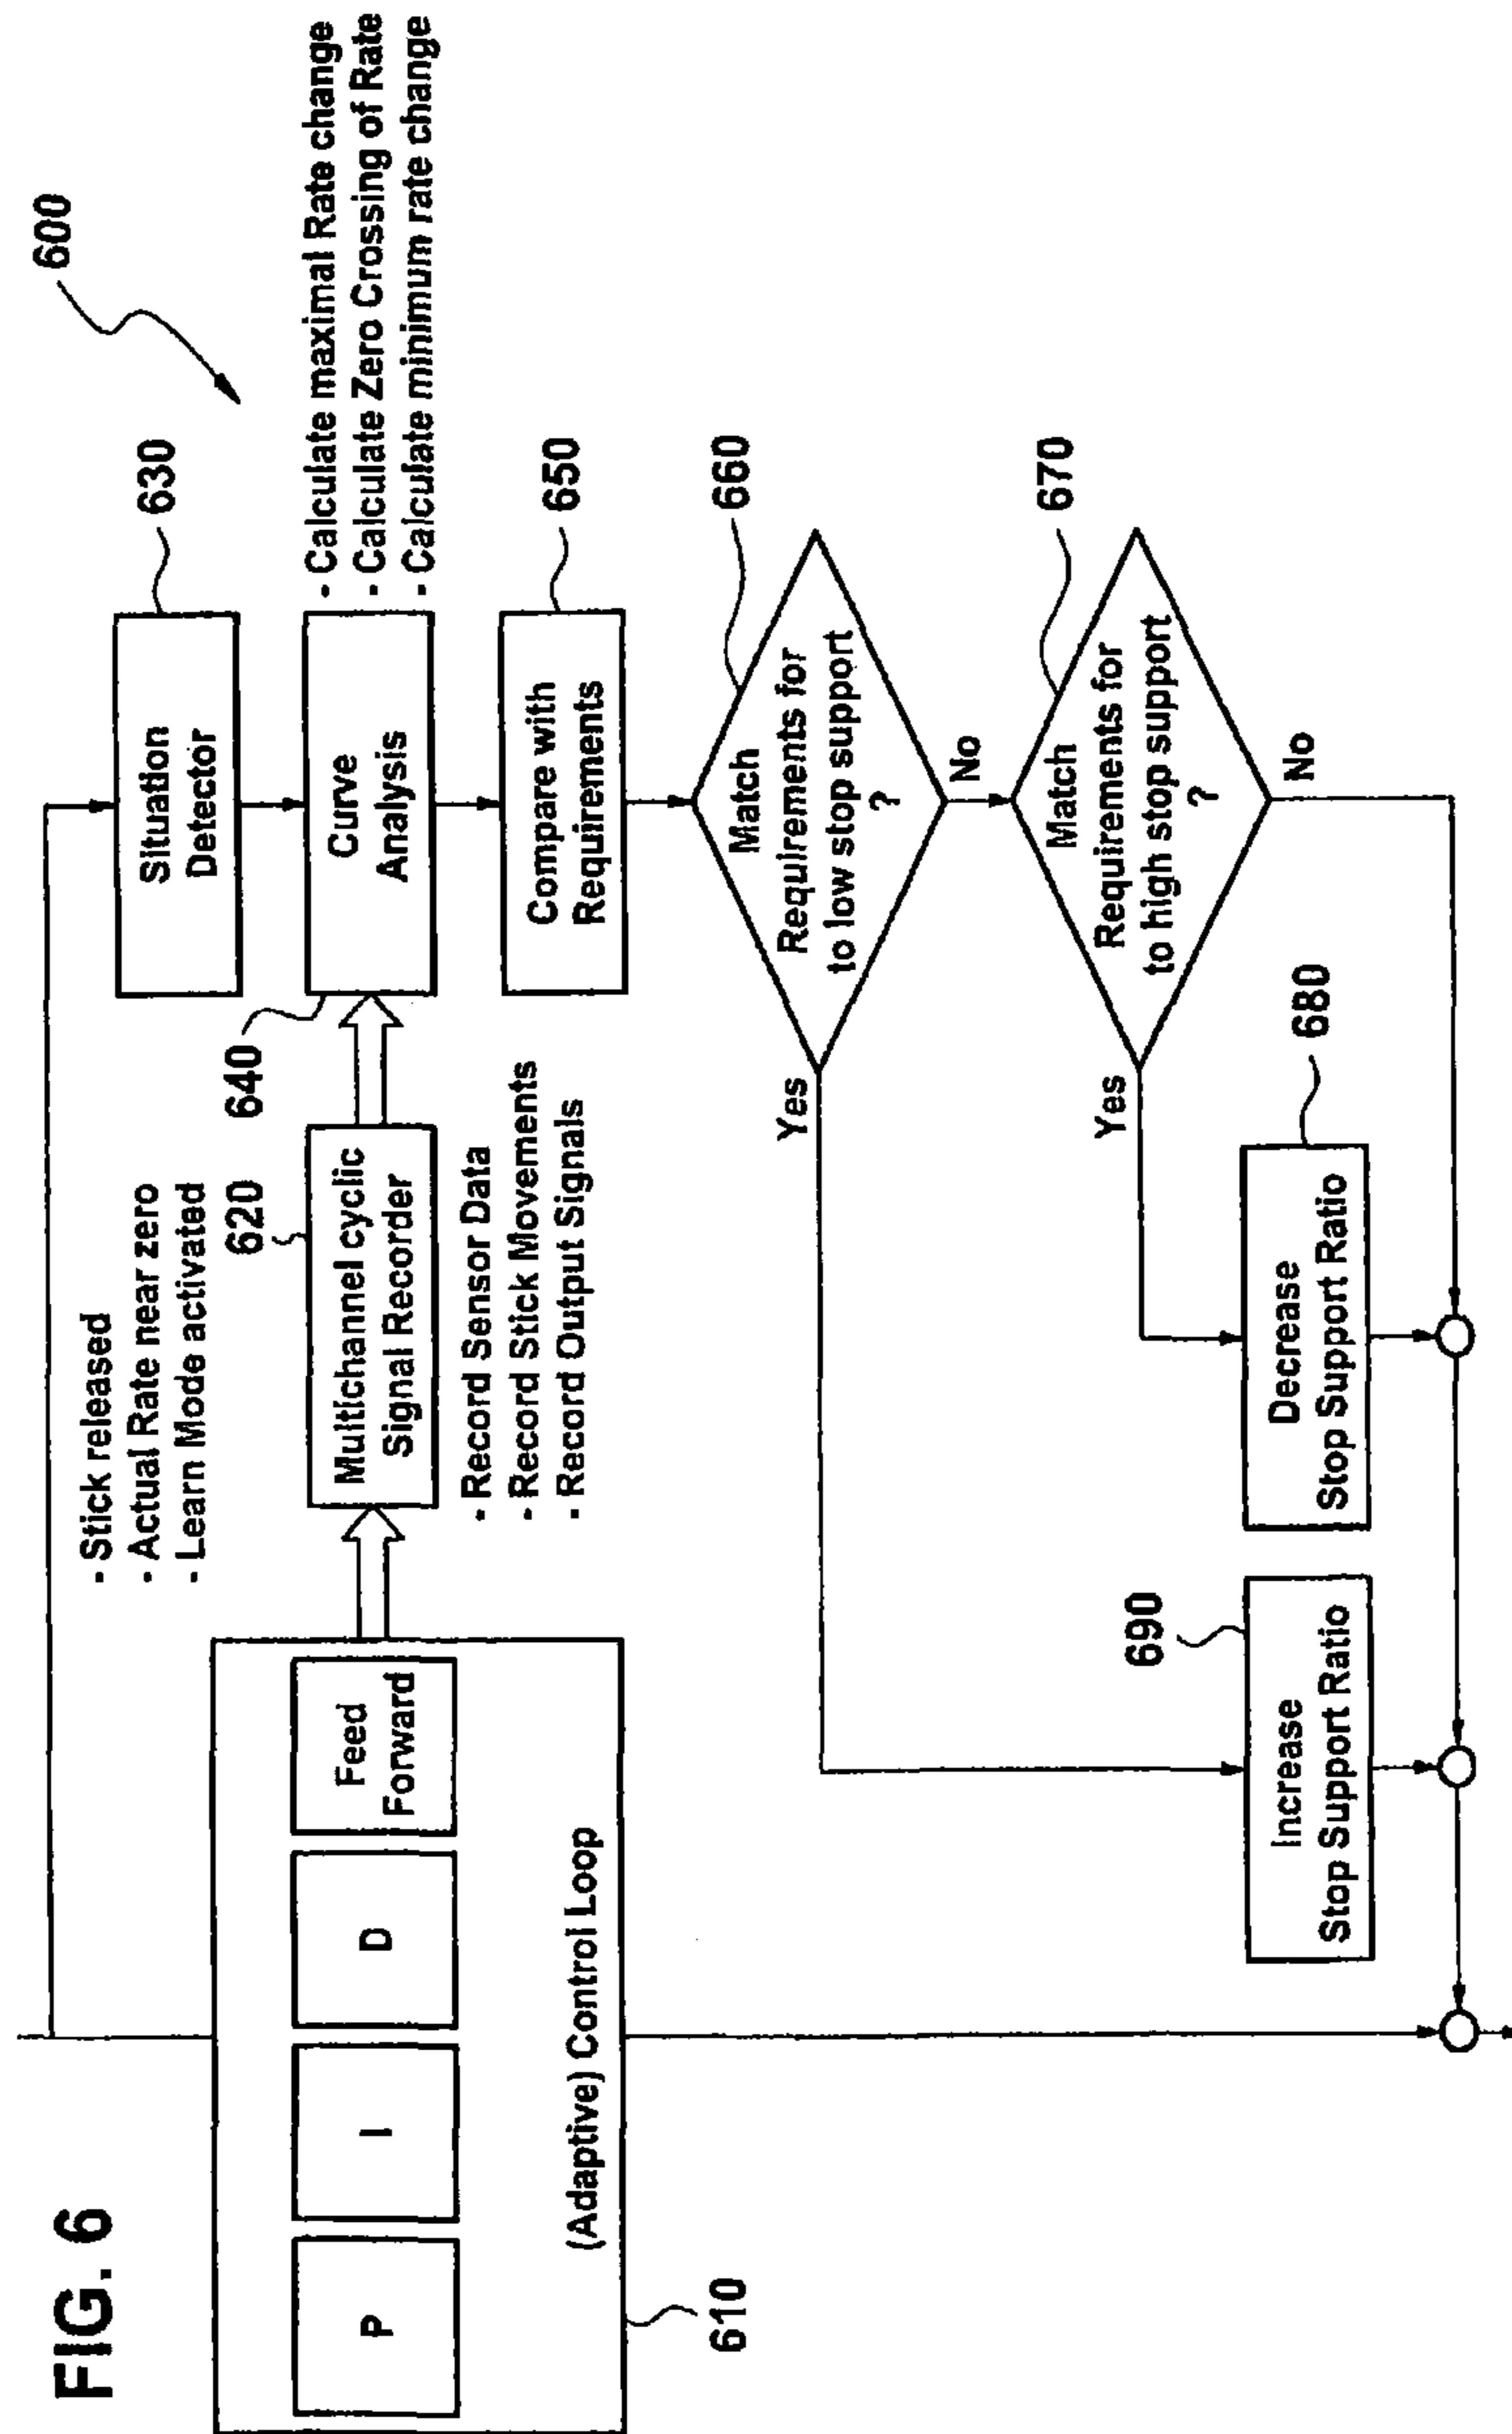 FIG. 6
600
- Stick released
- Actual Rate near zero
- Learn Mode activated
Situation
Detector
630
P
I
D
Feed
Forward
(Adaptive) Control Loop
610
620
Multichannel cyclic
Signal Recorder
- Record Sensor Data
- Record Stick Movements
- Record Output Signals
640
Curve
Analysis
- Calculate maximal Rate change
- Calculate Zero Crossing of Rate
- Calculate minimum rate change
Compare with
Requirements
650
Match
Requirements for
to low stop support
?
660
Yes
No
Match
Requirements for
to high stop support
?
670
Yes
No
690
Increase
Stop Support Ratio
680
Decrease
Stop Support Ratio